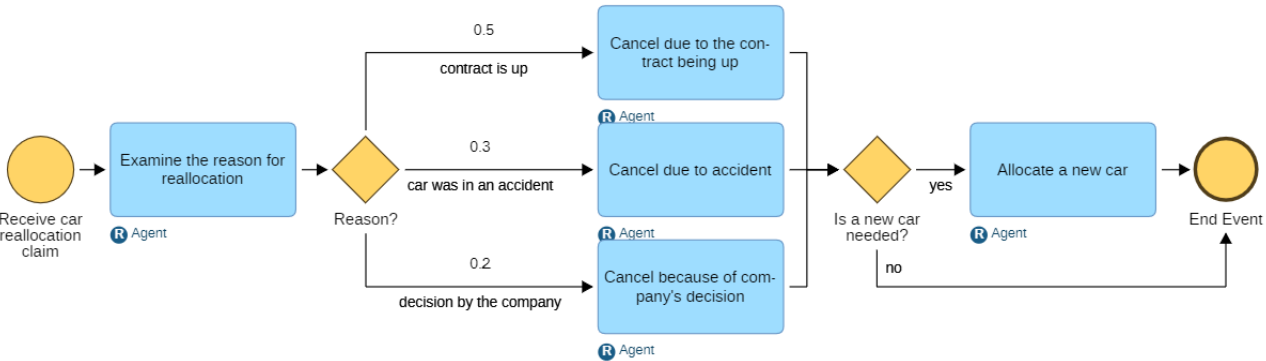 Receive car
reallocation
claim
Examine the reason for
reallocation
R Agent
Reason?
0.5
contract is up
0.3
car was in an accident
0.2
decision by the company
Cancel due to the con-
tract being up
R Agent
Cancel due to accident
R Agent
Cancel because of com-
pany's decision
R Agent
Is a new car
needed?
yes
no
Allocate a new car
R Agent
End Event